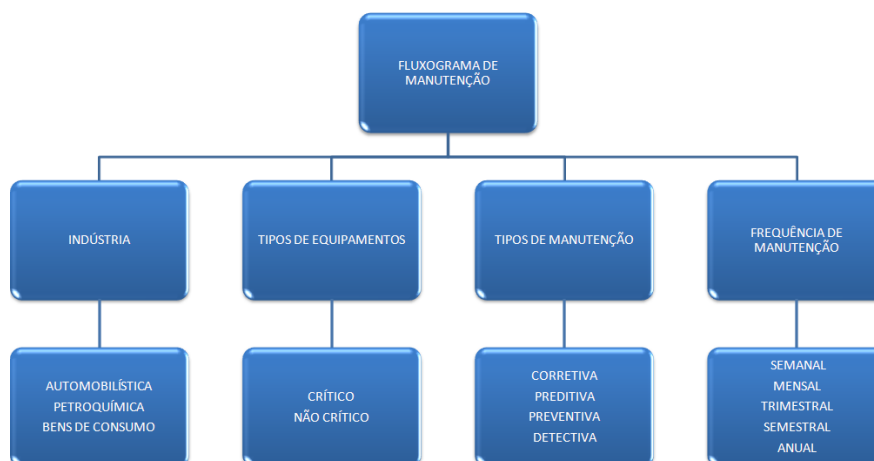 FLUXOGRAMA DE
MANUTENÇÃO
INDÚSTRIA
TIPOS DE EQUIPAMENTOS
TIPOS DE MANUTENÇÃO
FREQUÊNCIA DE
MANUTENÇÃO
AUTOMOBILÍSTICA
PETROQUÍMICA
BENS DE CONSUMO
CRÍTICO
NÃO CRÍTICO
CORRETIVA
PREDITIVA
PREVENTIVA
DETECTIVA
SEMANAL
MENSAL
TRIMESTRAL
SEMESTRAL
ANUAL